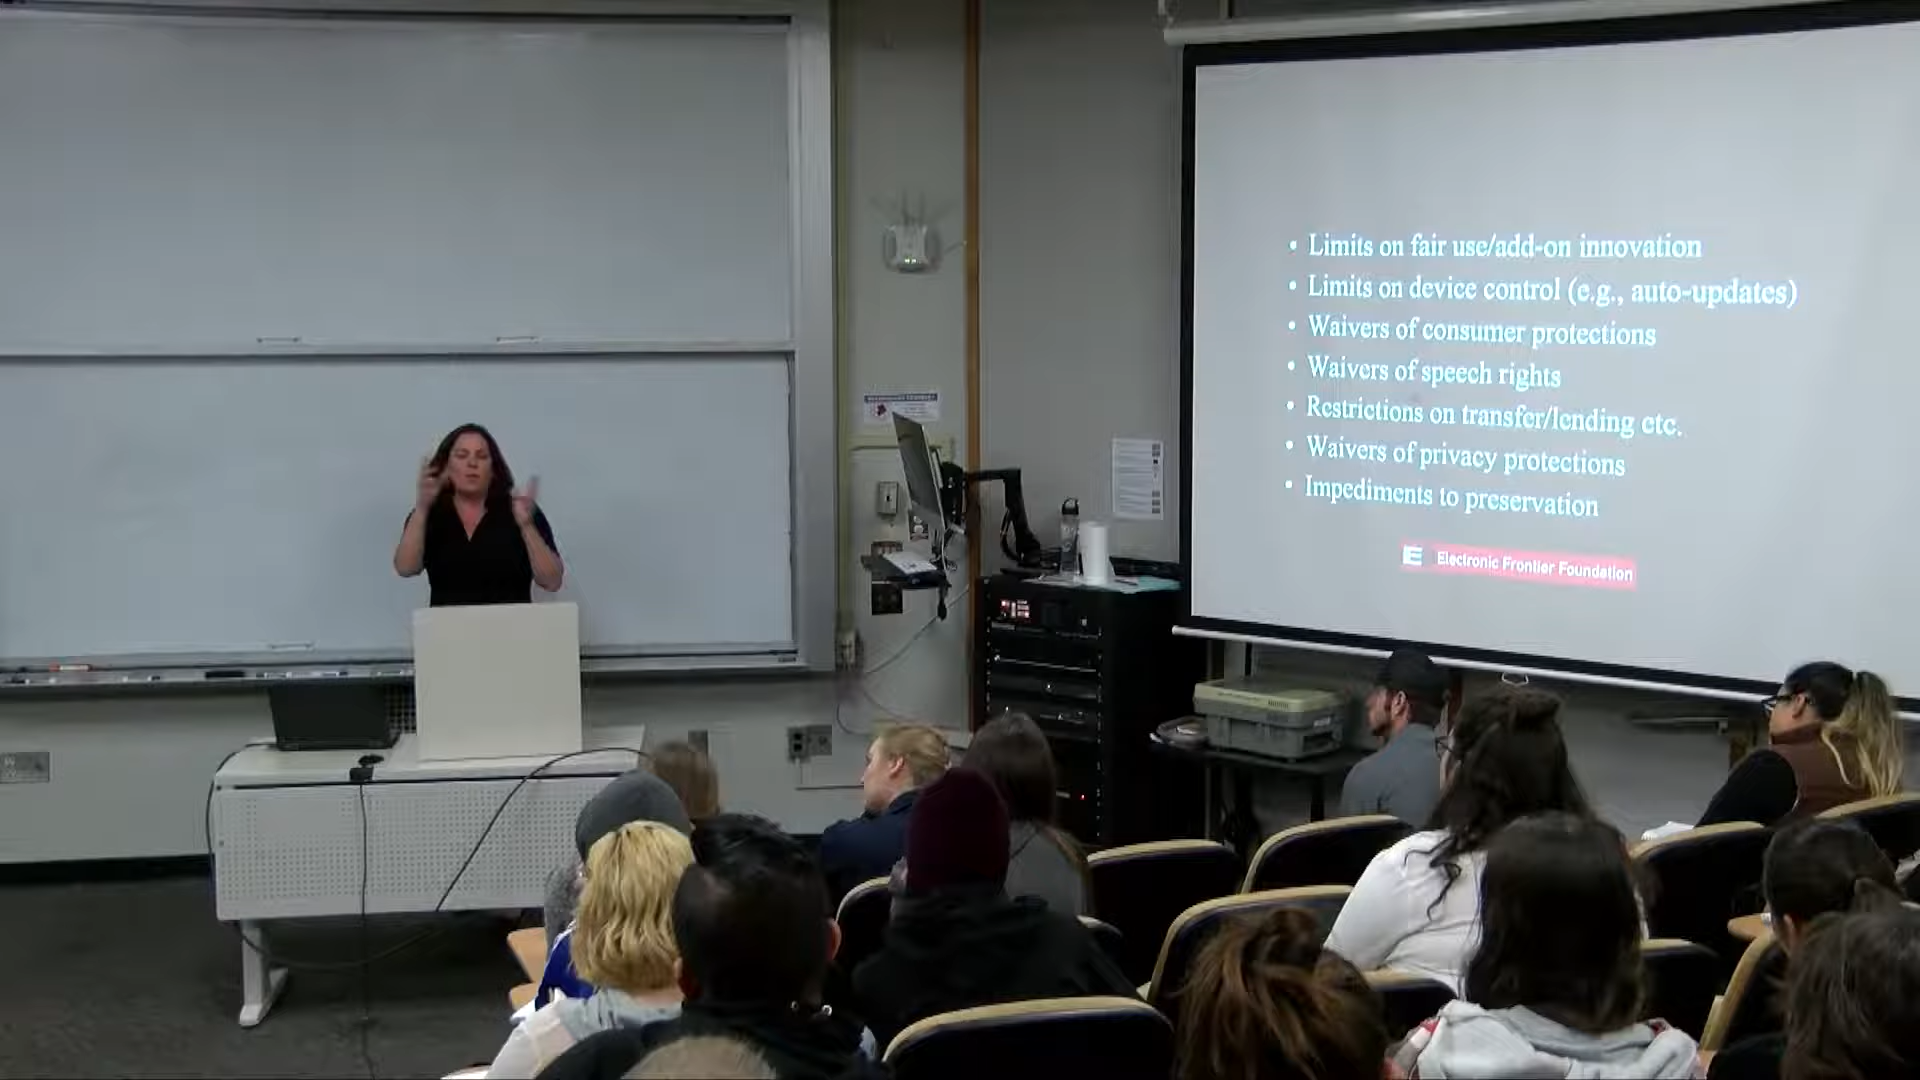 • Limits on fair use/add-on innovation
• Limits on device control (e.g., auto-updates)
• Waivers of consumer protections
• Waivers of speech rights
• Restrictions on transfer/lending etc.
• Waivers of privacy protections
• Impediments to preservation
E Electronic Frontier Foundation